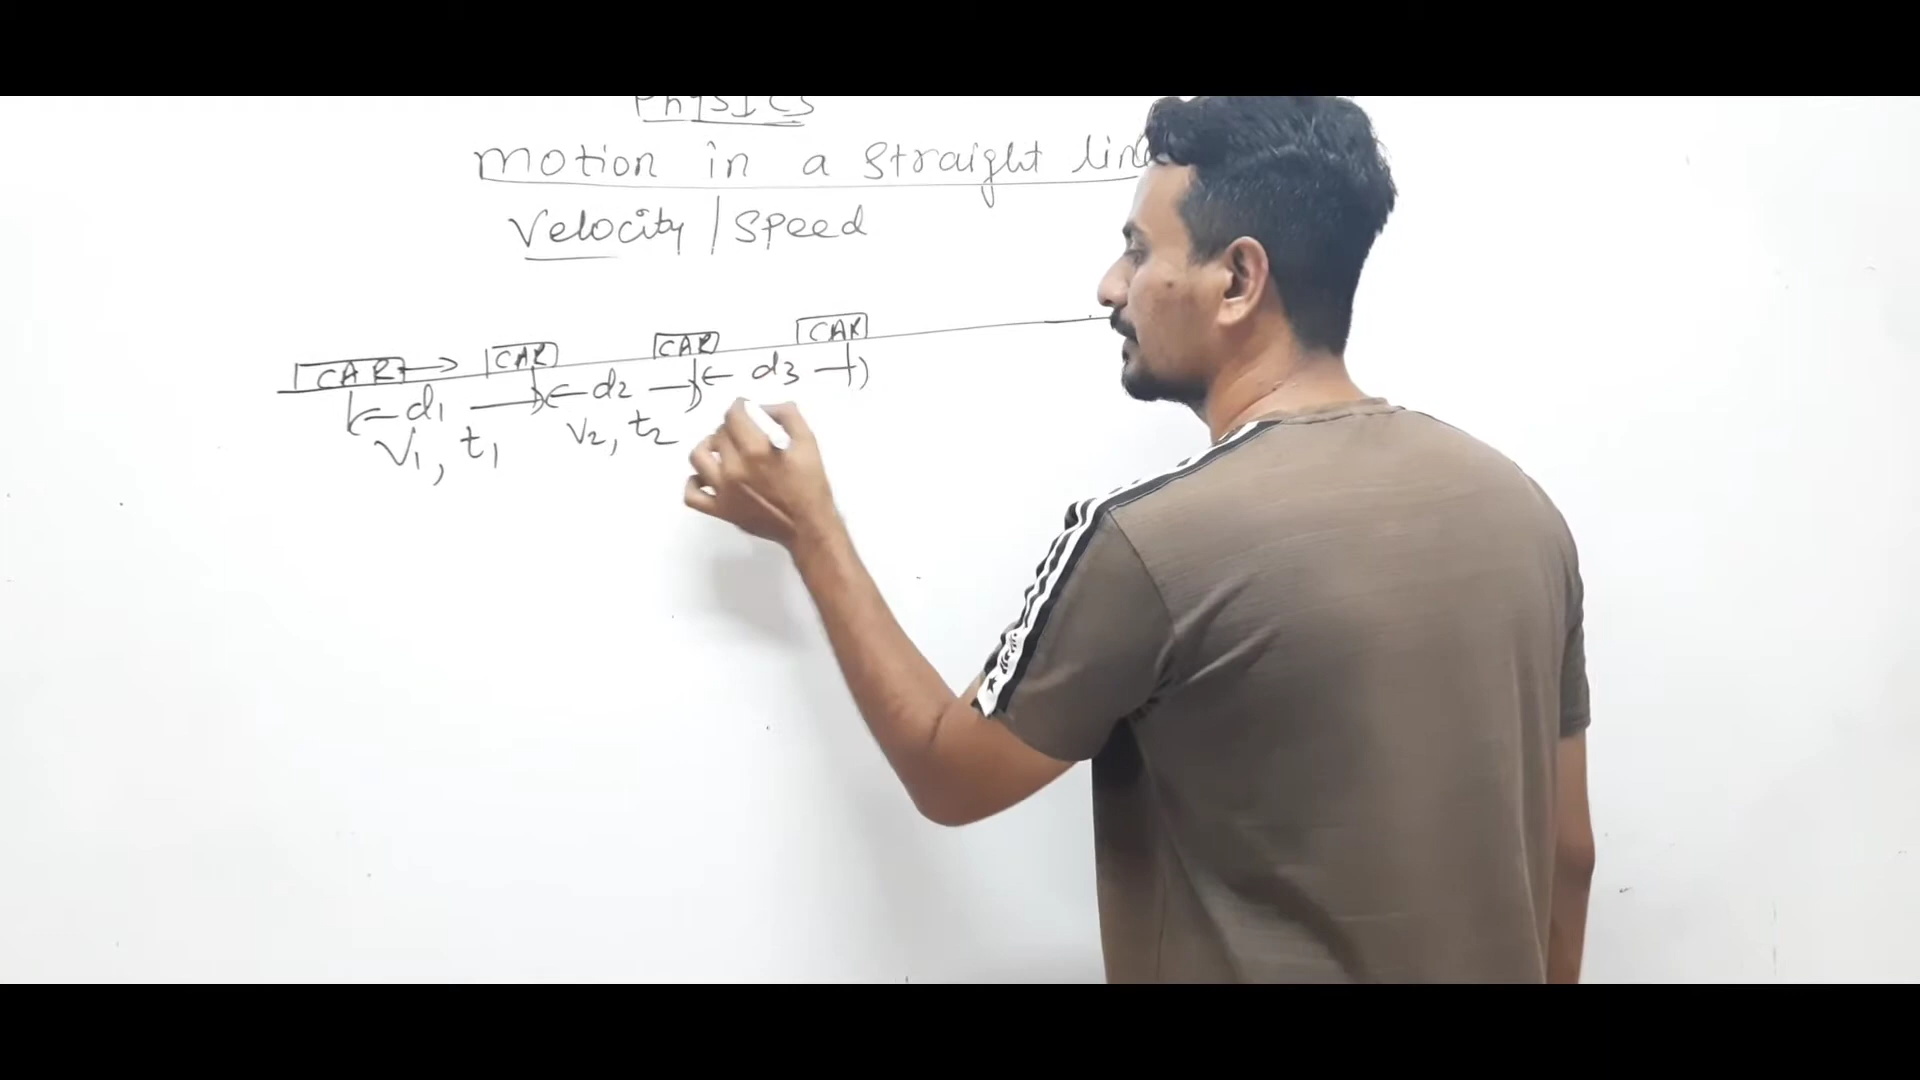 Physics
motion in a straight line
Velocity / Speed
CAR CAR CAR CAR
d1 d2 d3
V1, t1 V2, t2